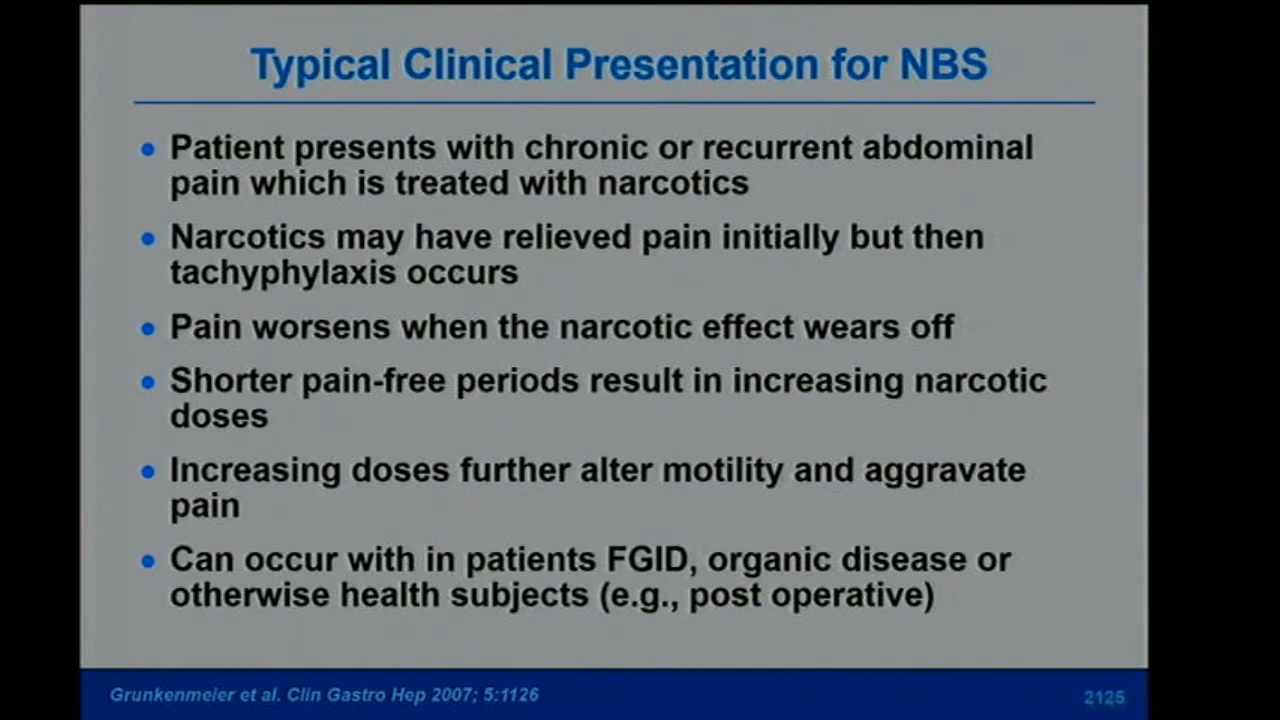 Typical Clinical Presentation for NBS
• Patient presents with chronic or recurrent abdominal
pain which is treated with narcotics
• Narcotics may have relieved pain initially but then
tachyphylaxis occurs
• Pain worsens when the narcotic effect wears off
• Shorter pain-free periods result in increasing narcotic
doses
• Increasing doses further alter motility and aggravate
pain
• Can occur with in patients FGID, organic disease or
otherwise health subjects (e.g., post operative)
Grunkenmeier et al. Clin Gastro Hep 2007; 5:1126
2125